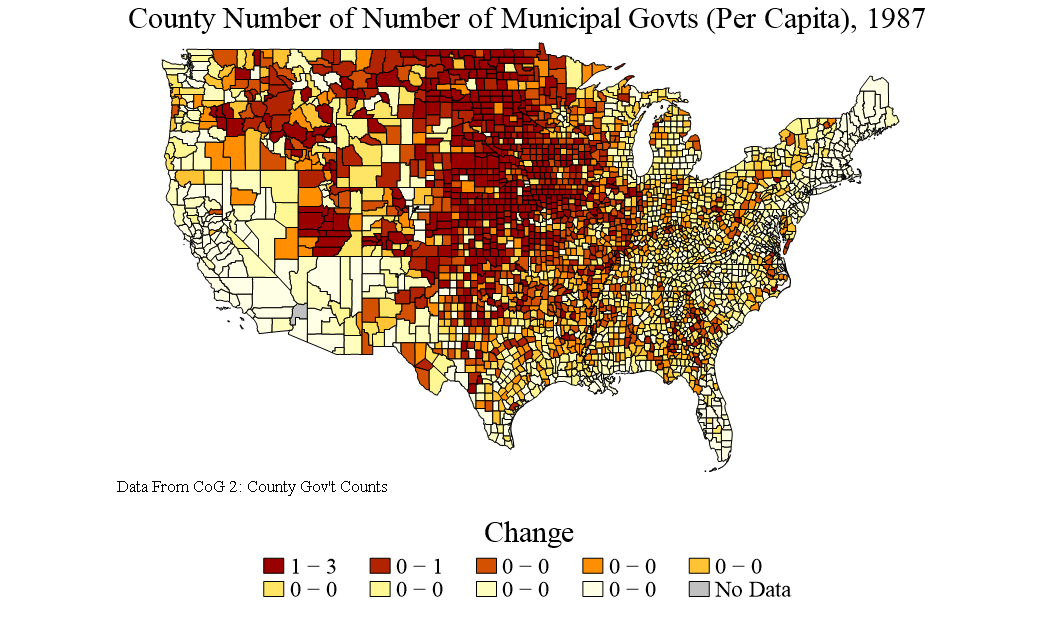 County Number of Number of Municipal Govts (Per Capita), 1987
Data From CoG 2: County Gov't Counts
Change
1 − 3 0 − 1 0 − 0 0 − 0 0 − 0
0 − 0 0 − 0 0 − 0 0 − 0 No Data